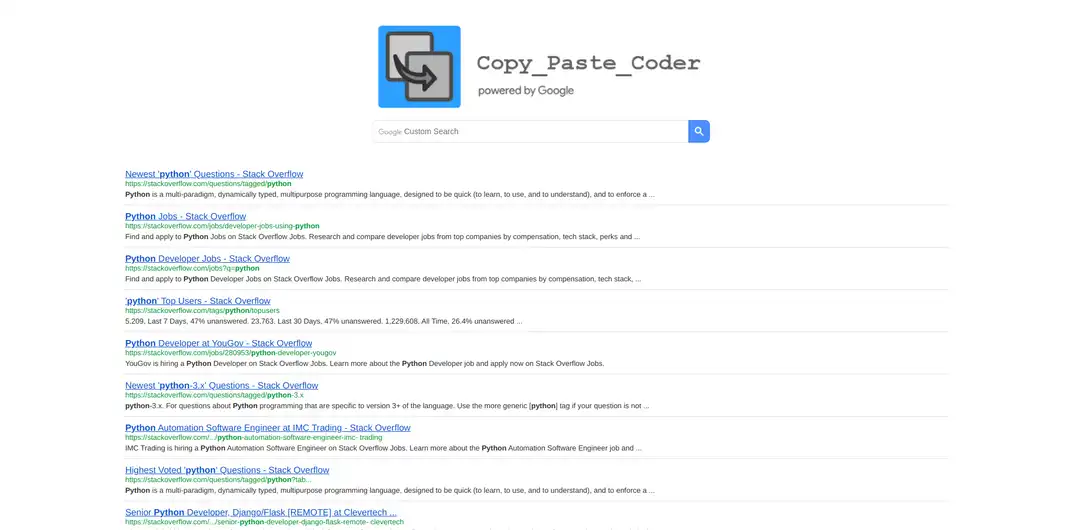 Copy_Paste_Coder
powered by Google
Google Custom Search
Newest 'python' Questions - Stack Overflow
https://stackoverflow.com/questions/tagged/python
Python is a multi-paradigm, dynamically typed, multipurpose programming language, designed to be quick (to learn, to use, and to understand), and to enforce a ...
Python Jobs - Stack Overflow
https://stackoverflow.com/jobs/developer-jobs-using-python
Find and apply to Python Jobs on Stack Overflow Jobs. Research and compare developer jobs from top companies by compensation, tech stack, perks and ...
Python Developer Jobs - Stack Overflow
https://stackoverflow.com/jobs?q=python
Find and apply to Python Developer Jobs on Stack Overflow Jobs. Research and compare developer jobs from top companies by compensation, tech stack, ...
'python' Top Users - Stack Overflow
https://stackoverflow.com/tags/python/topusers
5,209, Last 7 Days, 47% unanswered. 23,763, Last 30 Days, 47% unanswered. 1,229,608, All Time, 26.4% unanswered ...
Python Developer at YouGov - Stack Overflow
https://stackoverflow.com/jobs/280953/python-developer-yougov
YouGov is hiring a Python Developer on Stack Overflow Jobs. Learn more about the Python Developer job and apply now on Stack Overflow Jobs.
Newest 'python-3.x' Questions - Stack Overflow
https://stackoverflow.com/questions/tagged/python-3.x
python-3.x. For questions about Python programming that are specific to version 3+ of the language. Use the more generic [python] tag if your question is not ...
Python Automation Software Engineer at IMC Trading - Stack Overflow
https://stackoverflow.com/.../python-automation-software-engineer-imc- trading
IMC Trading is hiring a Python Automation Software Engineer on Stack Overflow Jobs. Learn more about the Python Automation Software Engineer job and ...
Highest Voted 'python' Questions - Stack Overflow
https://stackoverflow.com/questions/tagged/python?tab...
Python is a multi-paradigm, dynamically typed, multipurpose programming language, designed to be quick (to learn, to use, and to understand), and to enforce a ...
Senior Python Developer, Django/Flask [REMOTE] at Clevertech ...
https://stackoverflow.com/.../senior-python-developer-django-flask-remote- clevertech